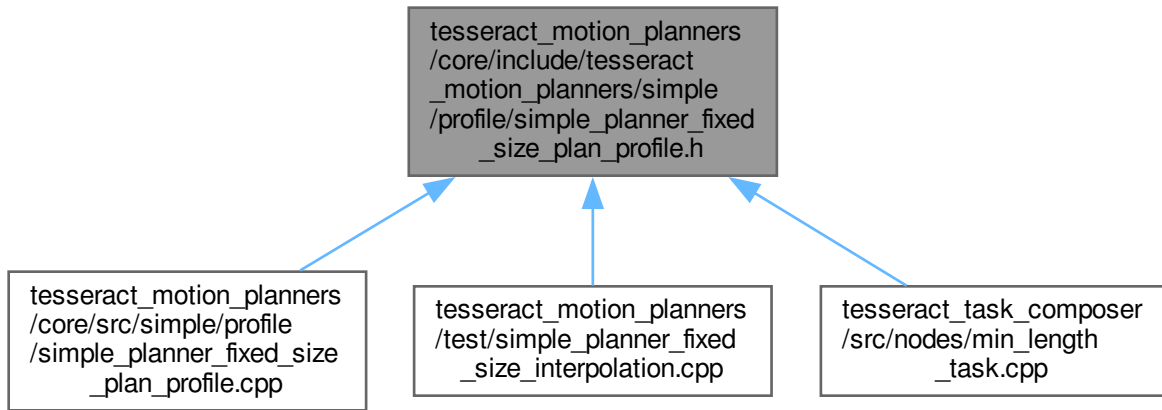 tesseract_motion_planners
/core/include/tesseract
_motion_planners/simple
/profile/simple_planner_fixed
_size_plan_profile.h
tesseract_motion_planners
/core/src/simple/profile
/simple_planner_fixed_size
_plan_profile.cpp
tesseract_motion_planners
/test/simple_planner_fixed
_size_interpolation.cpp
tesseract_task_composer
/src/nodes/min_length
_task.cpp